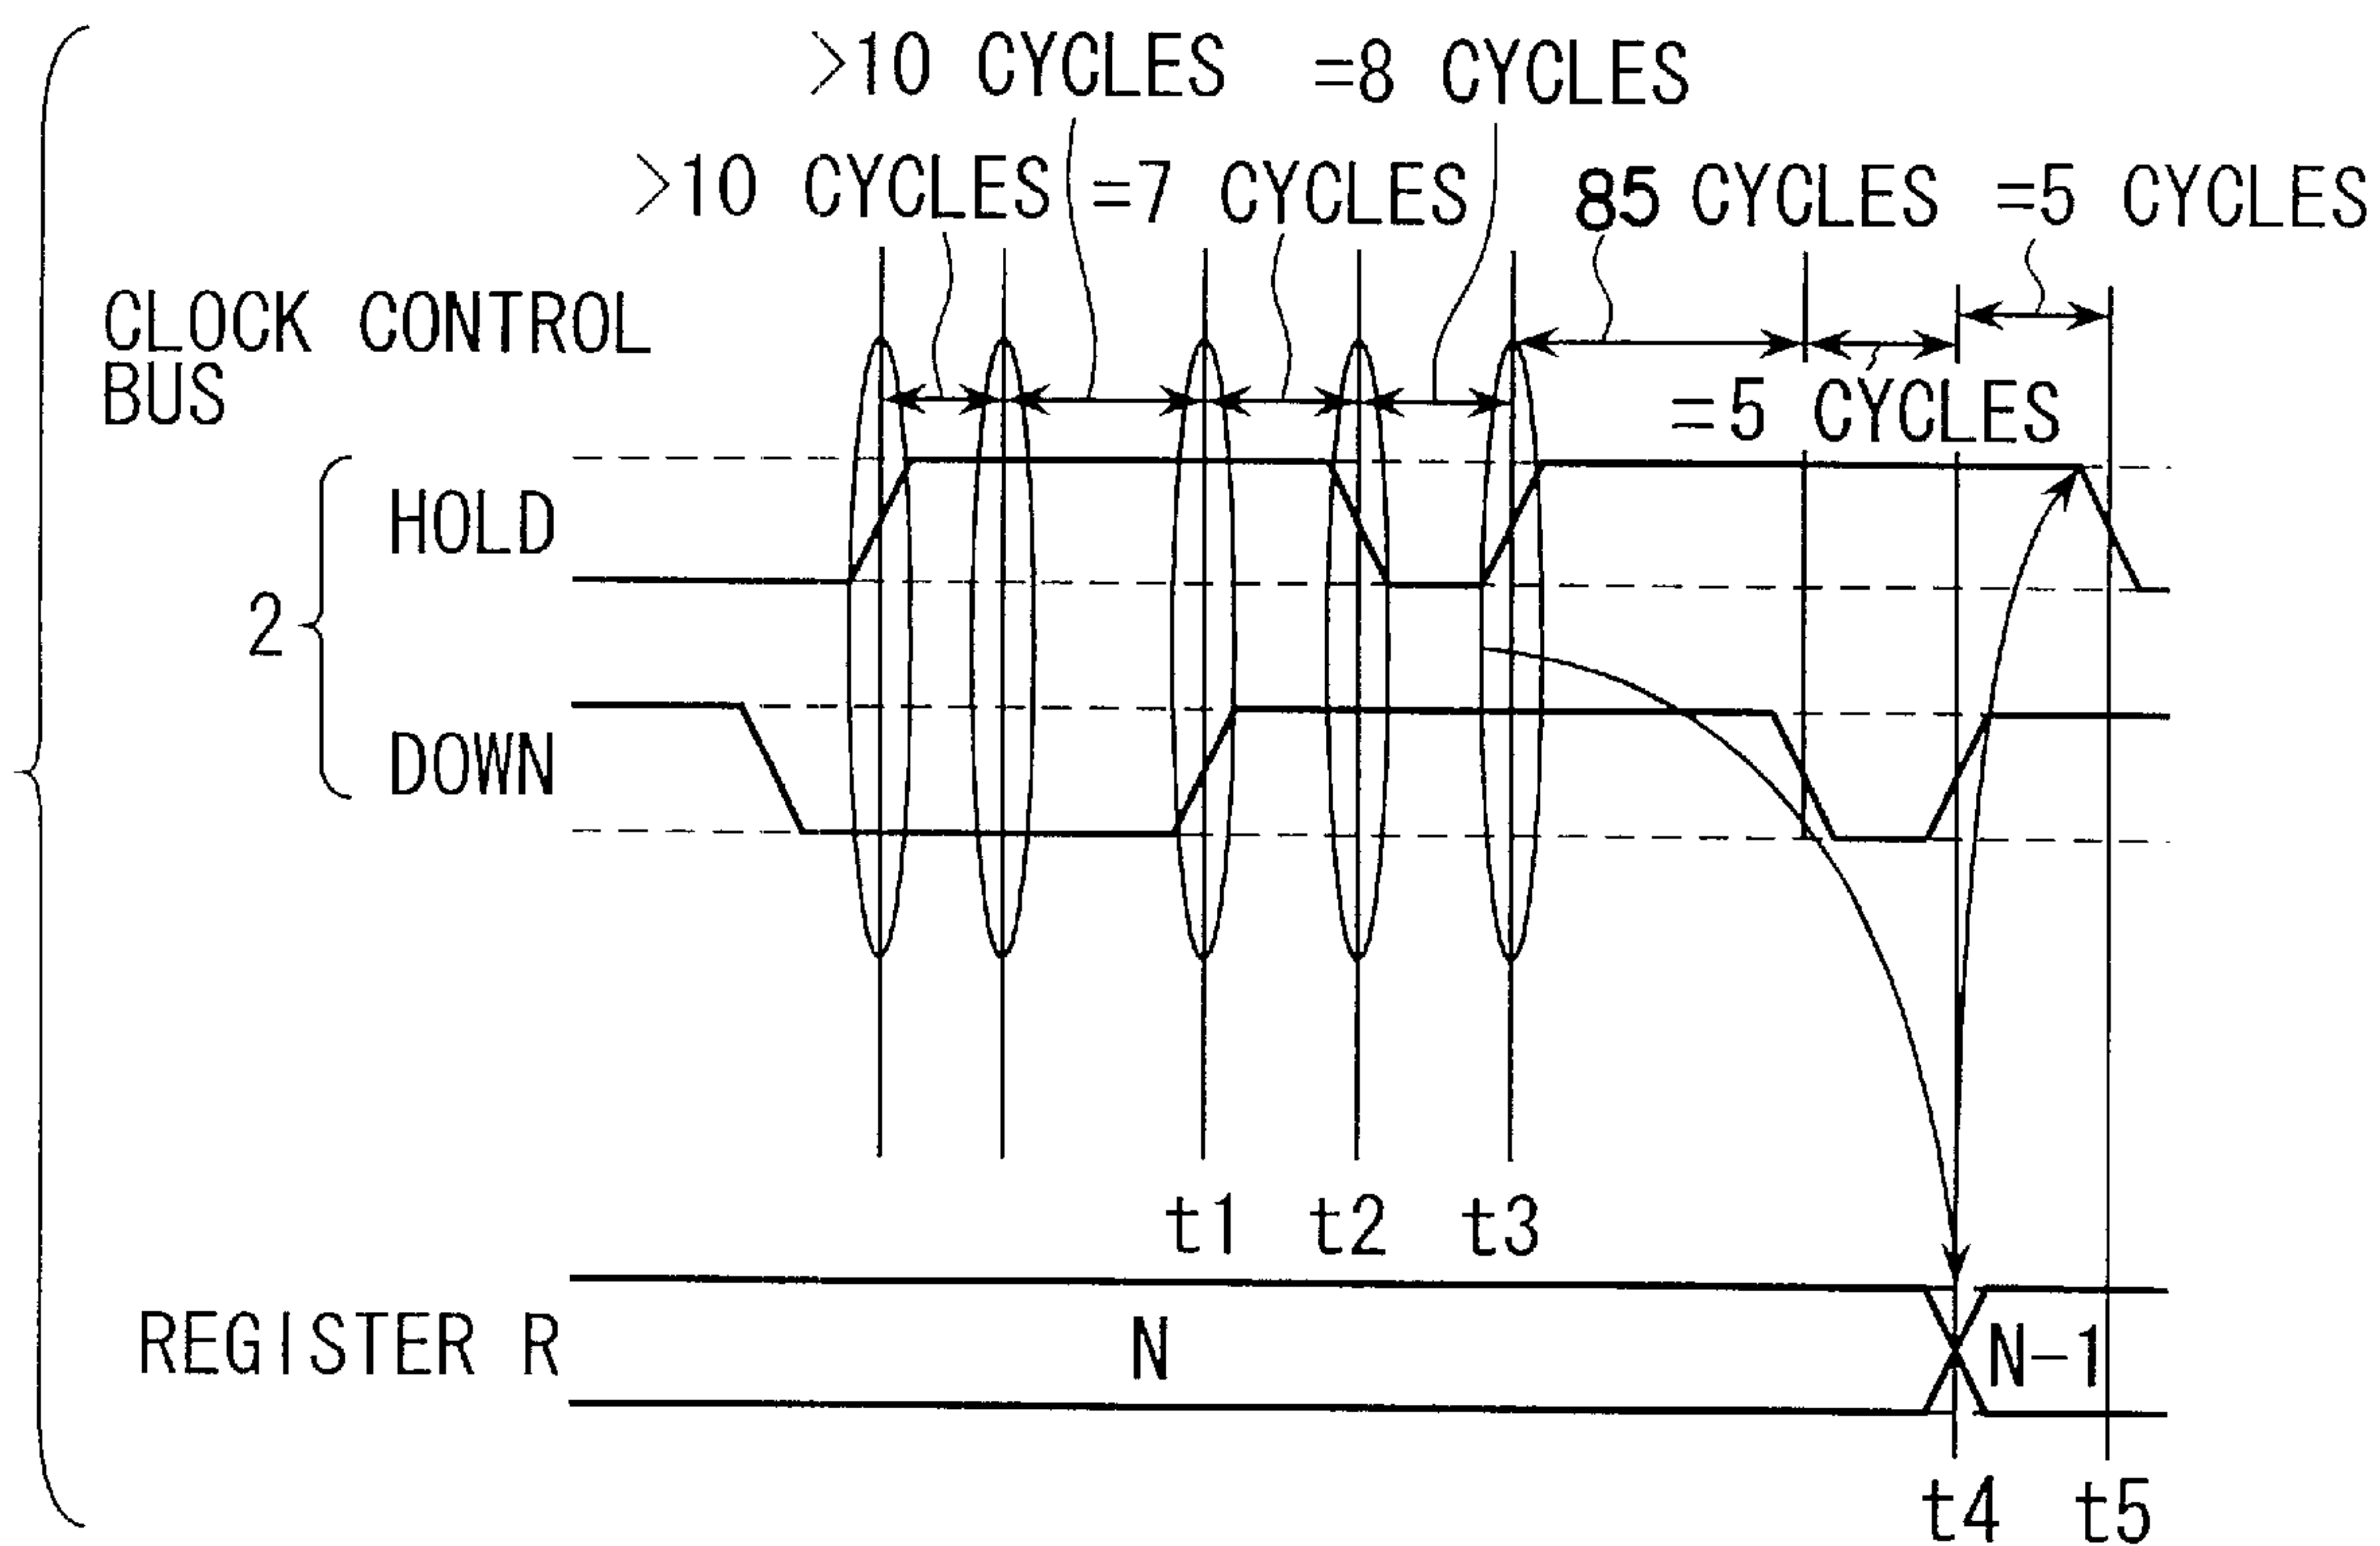 >10 CYCLES =8 CYCLES
>10 CYCLES =7 CYCLES 85 CYCLES =5 CYCLES
CLOCK CONTROL
BUS
=5 CYCLES
HOLD
2
DOWN
t1 t2 t3
REGISTER R N N-1
t4 t5